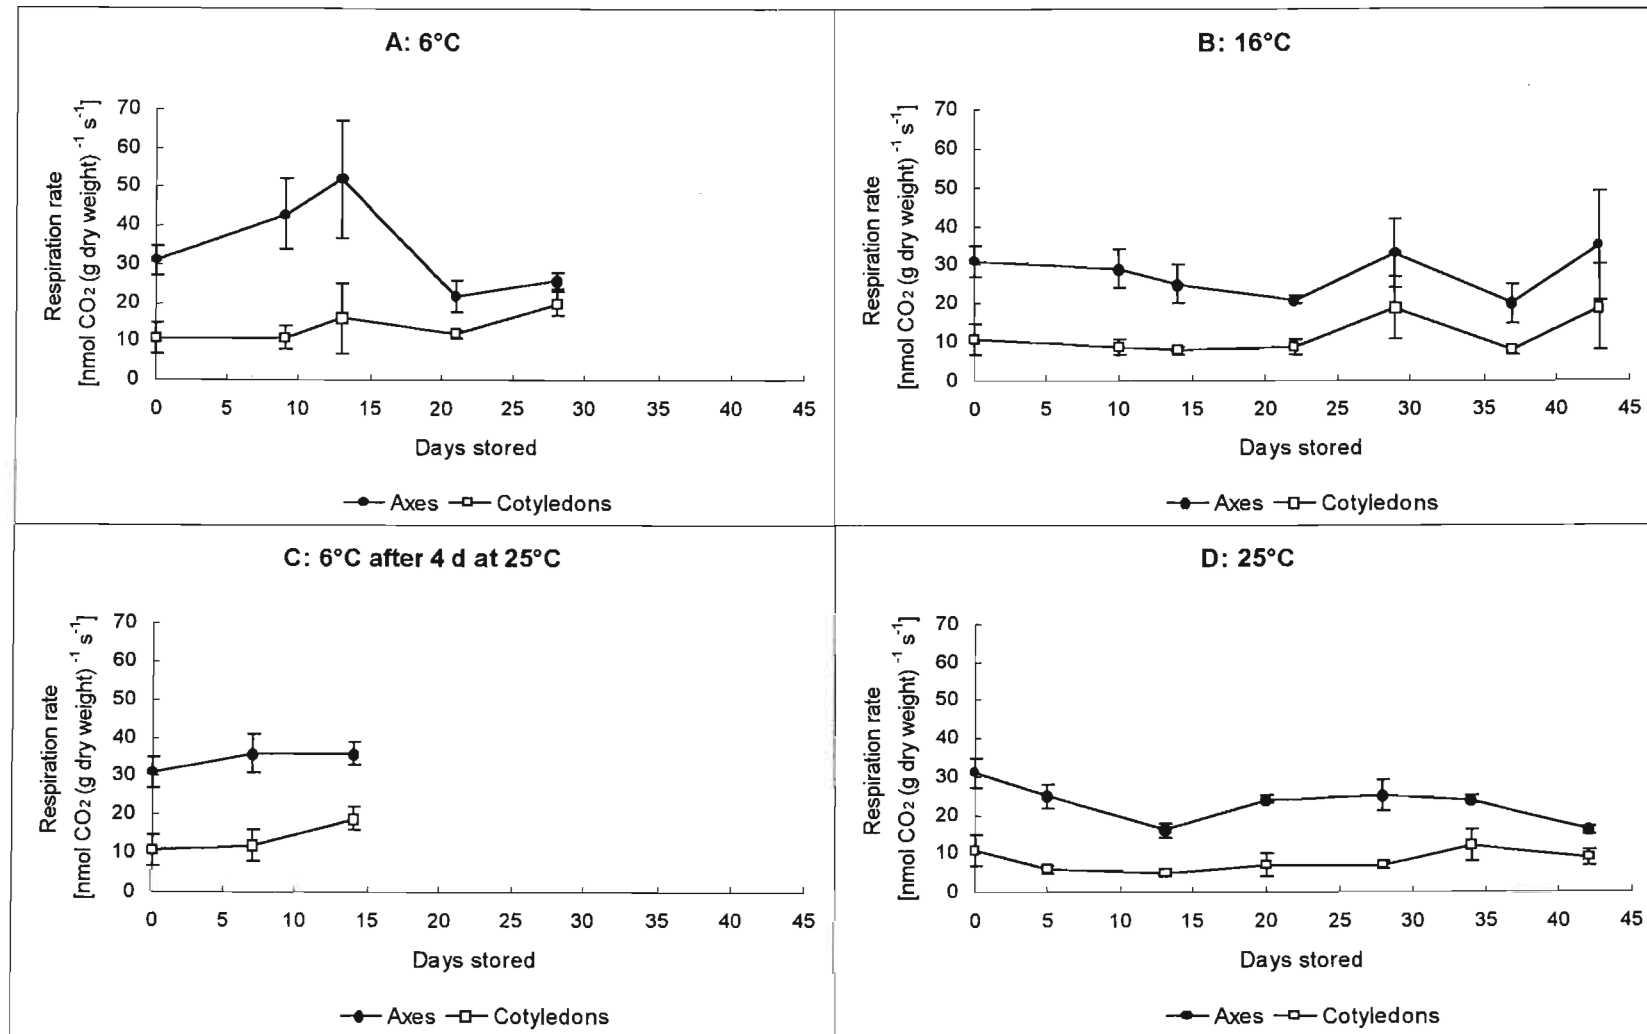 A: 6°C
Respiration rate
[nmol CO2 (g dry weight) -1 s-1]
70
60
50
40
30
20
10
0
0 5 10 15 20 25 30 35 40 45
Days stored
Axes Cotyledons
B: 16°C
Respiration rate
[nmol CO2 (g dry weight) -1 s-1]
70
60
50
40
30
20
10
0
0 5 10 15 20 25 30 35 40 45
Days stored
Axes Cotyledons
C: 6°C after 4 d at 25°C
Respiration rate
[nmol CO2 (g dry weight) -1 s-1]
70
60
50
40
30
20
10
0
0 5 10 15 20 25 30 35 40 45
Days stored
Axes Cotyledons
D: 25°C
Respiration rate
[nmol CO2 (g dry weight) -1 s-1]
70
60
50
40
30
20
10
0
0 5 10 15 20 25 30 35 40 45
Days stored
Axes Cotyledons